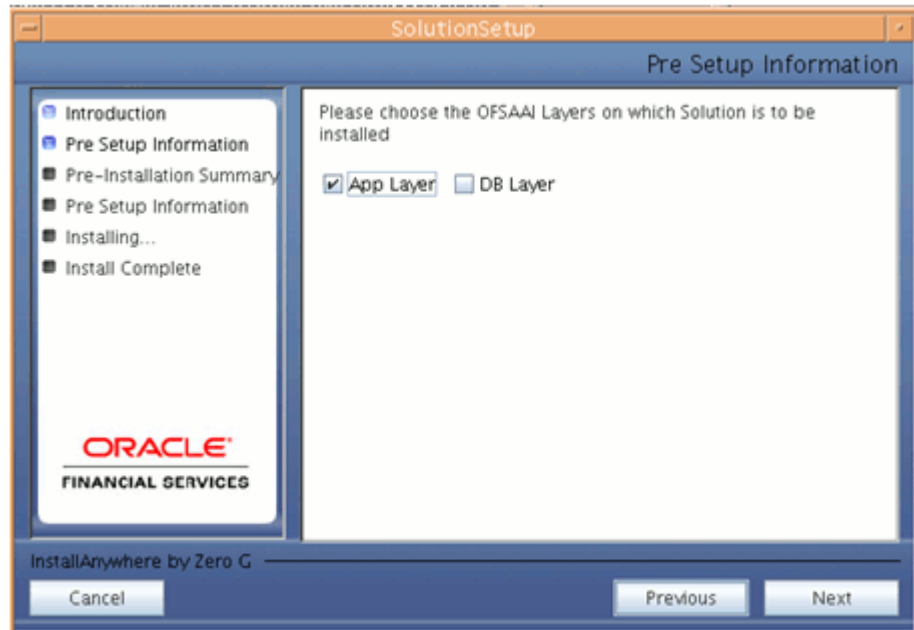 SolutionSetup
Pre Setup Information
Introduction
Pre Setup Information
Pre-Installation Summary
Pre Setup Information
Installing...
Install Complete
ORACLE
FINANCIAL SERVICES
Please choose the OFSAAI Layers on which Solution is to be
installed
App Layer DB Layer
InstallAnywhere by Zero G
Cancel Previous Next